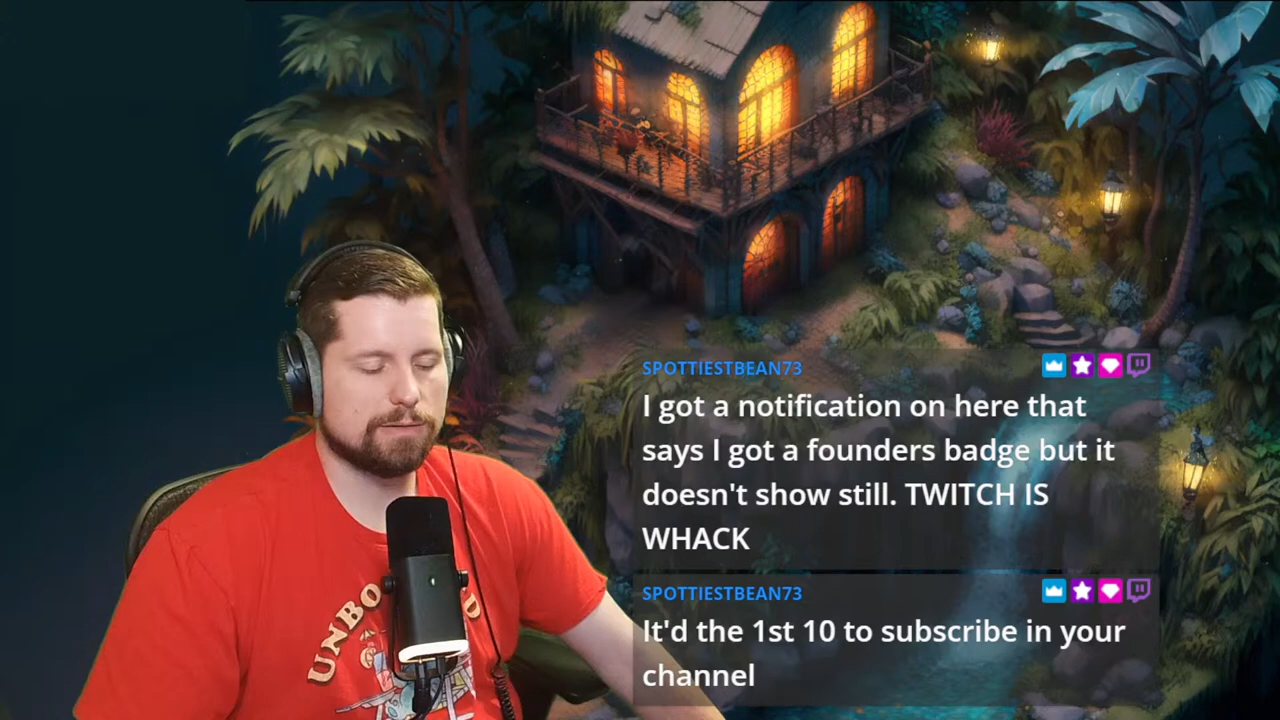 SPOTTIESTBEAN73
I got a notification on here that
says I got a founders badge but it
doesn't show still. TWITCH IS
WHACK
SPOTTIESTBEAN73
It'd the 1st 10 to subscribe in your
channel